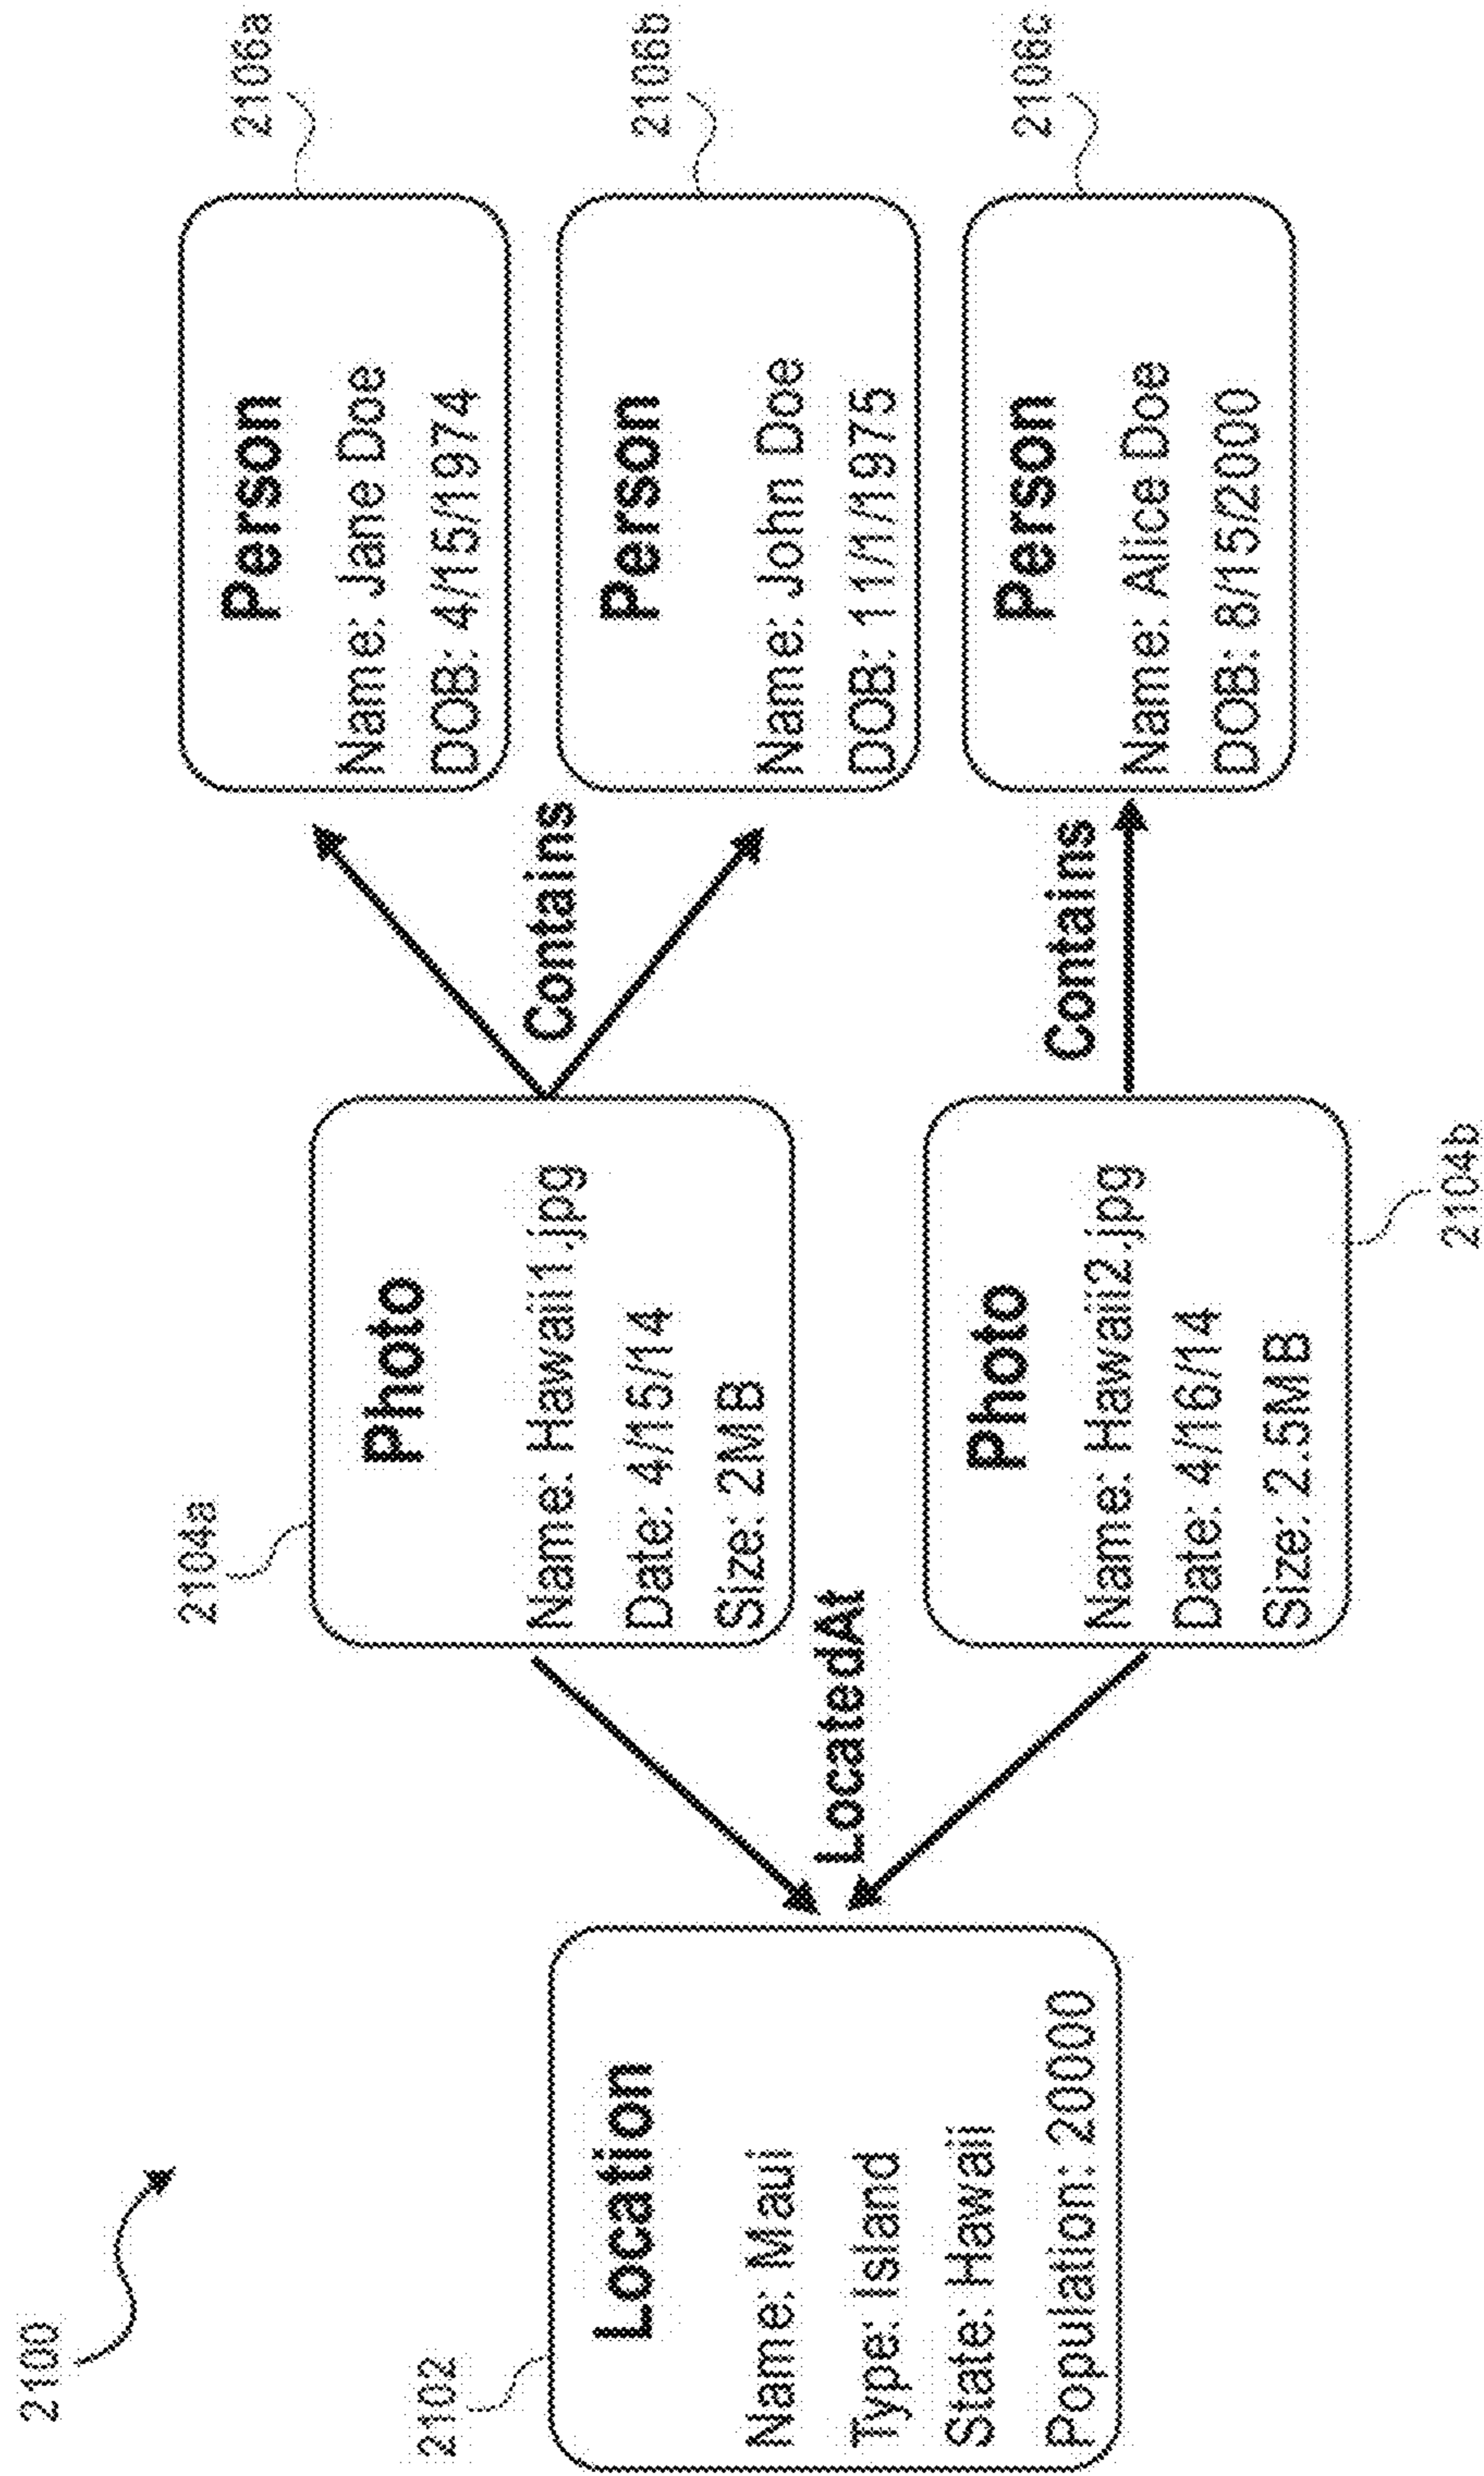 2100
2102
Location
Name: Maui
Type: Island
State: Hawaii
Population: 20000
LocatedAt
2104a
Photo
Name: Hawaii1.jpg
Date: 4/15/14
Size: 2MB
Photo
Name: Hawaii2.jpg
Date: 4/16/14
Size: 2.5MB
2104b
Contains
Contains
Person
Name: Jane Doe
DOB: 4/15/1974
2106a
Person
Name: John Doe
DOB: 11/1/1975
2106b
Person
Name: Alice Doe
DOB: 8/15/2000
2106c